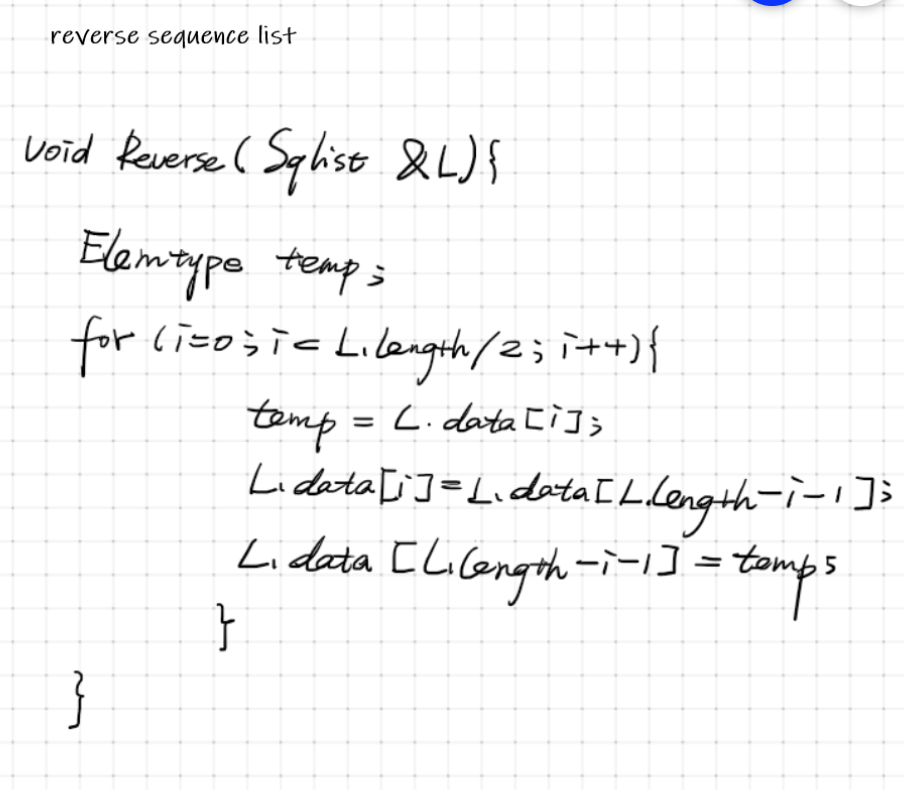 reverse sequence list
void Reverse(Sqlist &L){
Elemtype temp;
for (i=0;i< L.length/2;i++){
temp = L.data[i];
L.data[i]=L.data[L.length-i-1];
L.data[L.length-i-1] = temp;
}
}